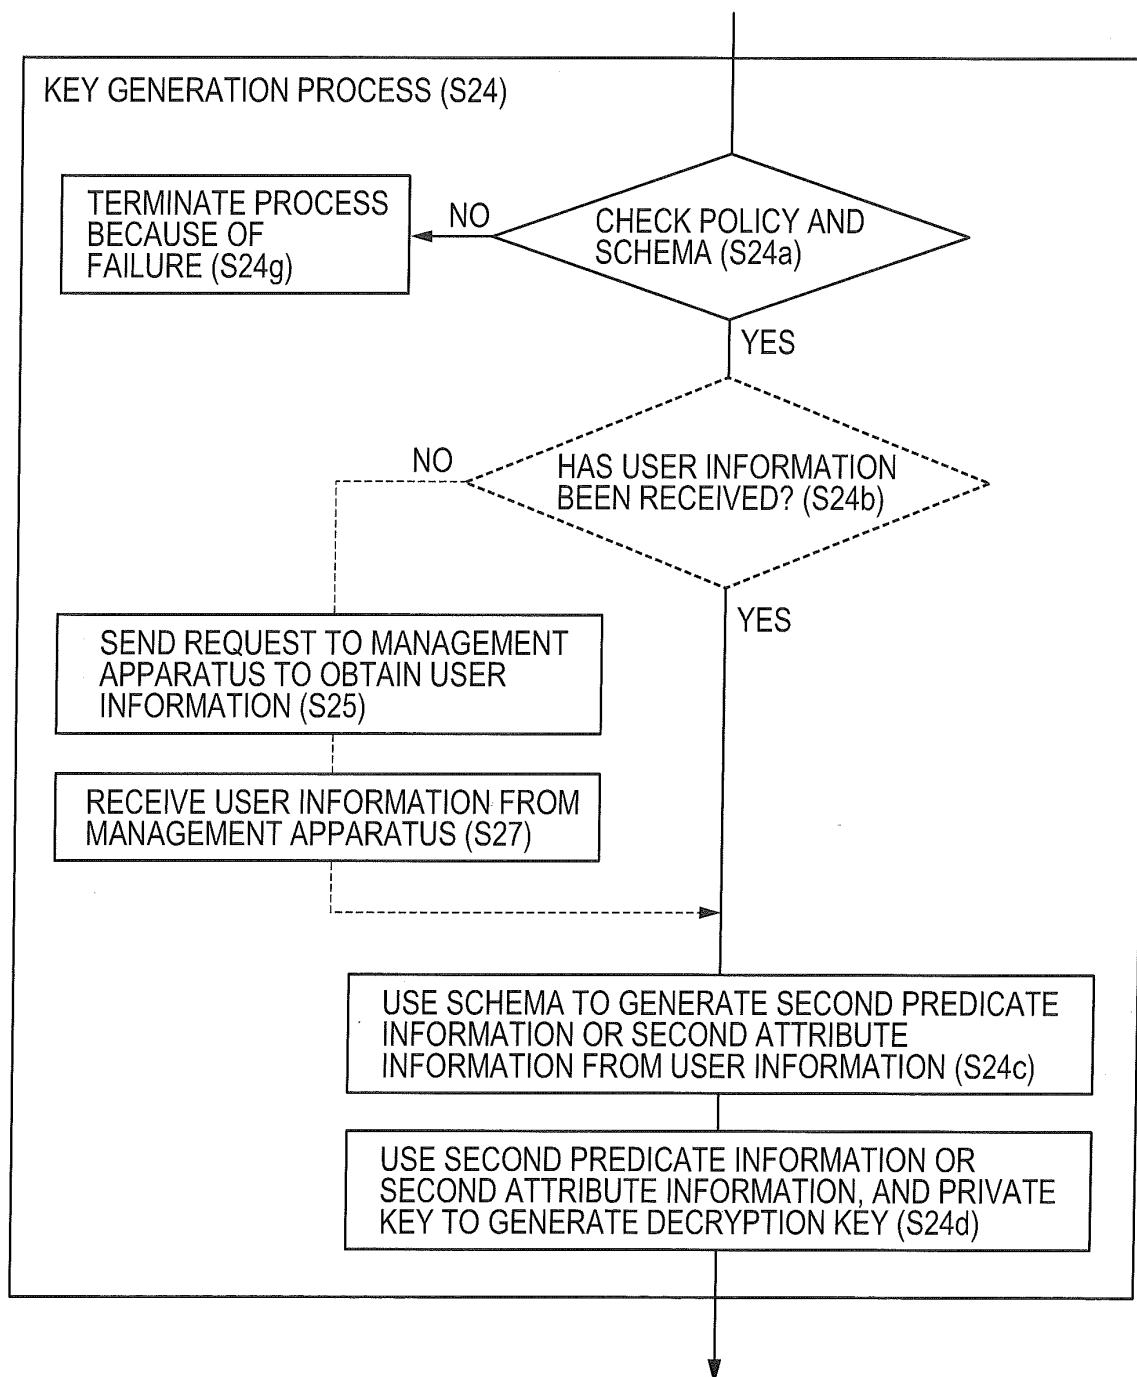 KEY GENERATION PROCESS (S24)
TERMINATE PROCESS
BECAUSE OF
FAILURE (S24g)
NO
CHECK POLICY AND
SCHEMA (S24a)
YES
NO
HAS USER INFORMATION
BEEN RECEIVED? (S24b)
YES
SEND REQUEST TO MANAGEMENT
APPARATUS TO OBTAIN USER
INFORMATION (S25)
RECEIVE USER INFORMATION FROM
MANAGEMENT APPARATUS (S27)
USE SCHEMA TO GENERATE SECOND PREDICATE
INFORMATION OR SECOND ATTRIBUTE
INFORMATION FROM USER INFORMATION (S24c)
USE SECOND PREDICATE INFORMATION OR
SECOND ATTRIBUTE INFORMATION, AND PRIVATE
KEY TO GENERATE DECRYPTION KEY (S24d)